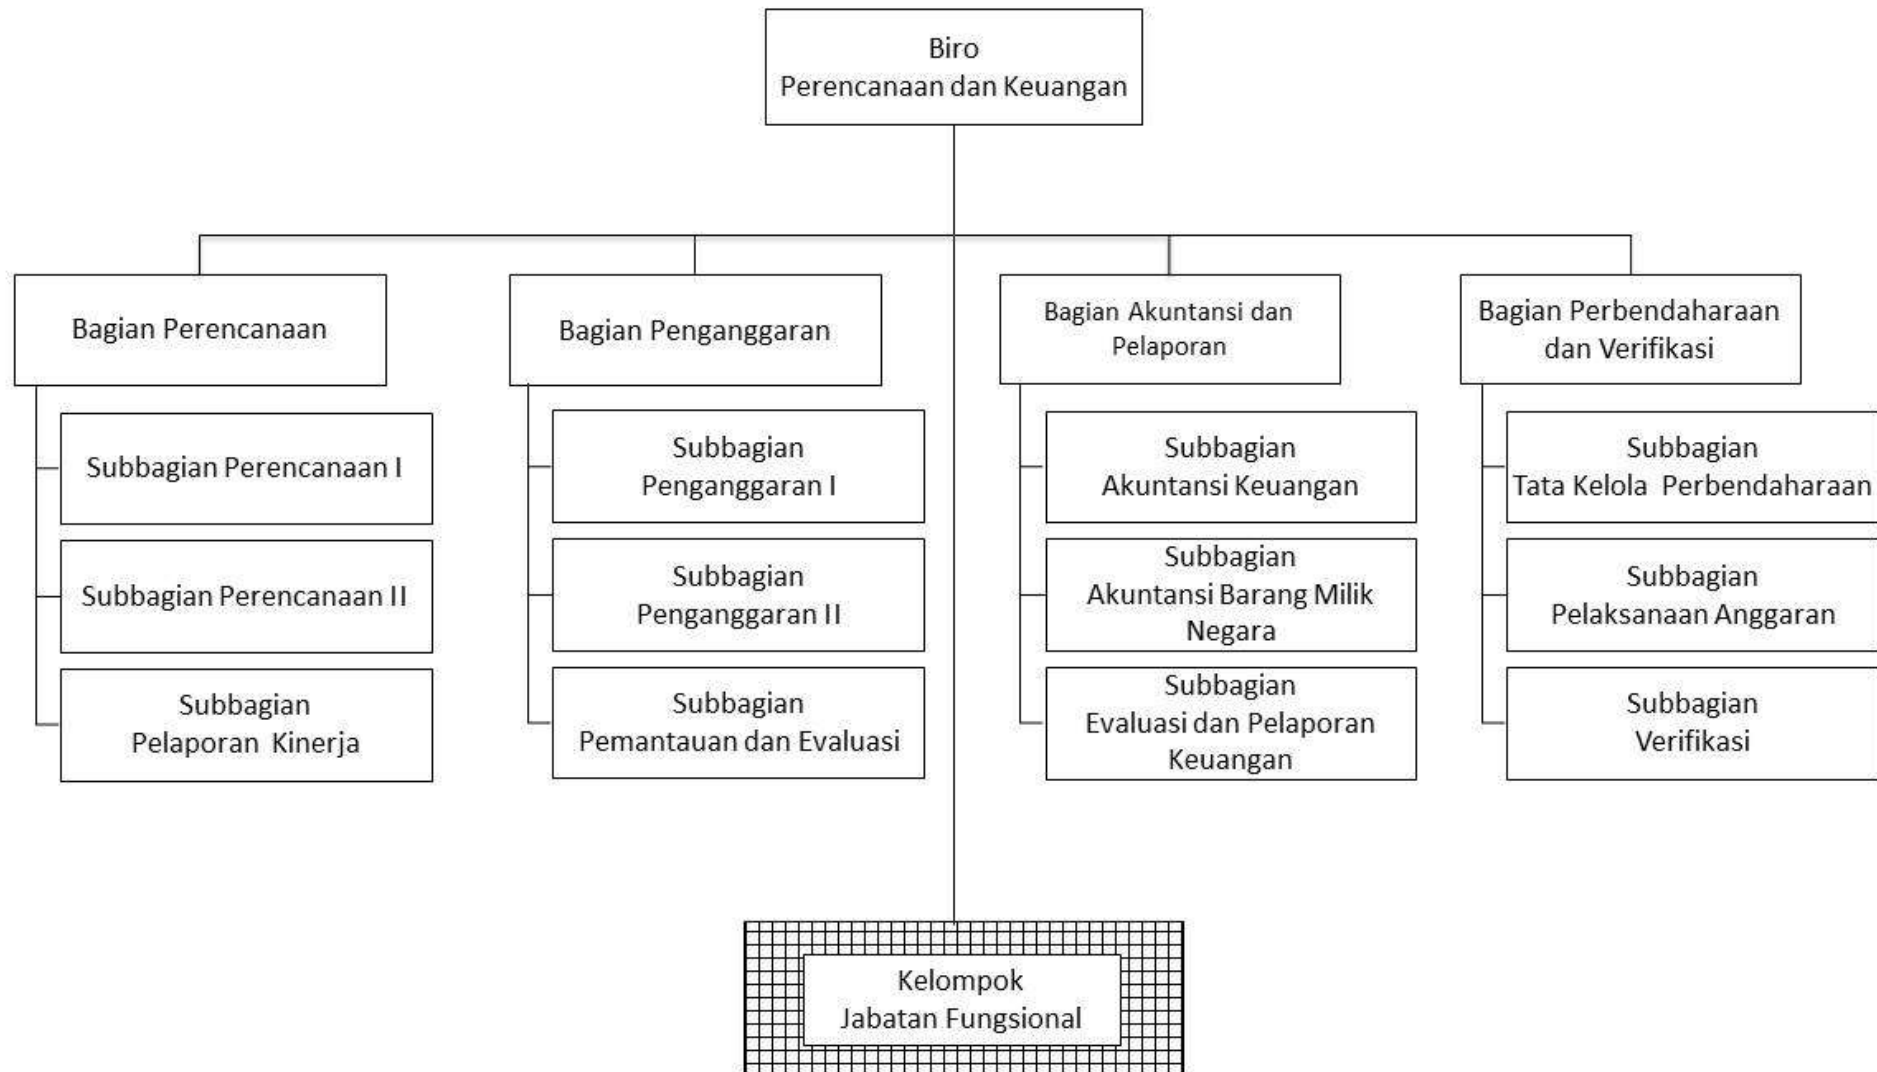 Biro
Perencanaan dan Keuangan
Bagian Perencanaan
Bagian Penganggaran
Bagian Akuntansi dan
Pelaporan
Bagian Perbendaharaan
dan Verifikasi
Subbagian Perencanaan I
Subbagian Perencanaan II
Subbagian
Pelaporan Kinerja
Subbagian
Penganggaran I
Subbagian
Penganggaran II
Subbagian
Pemantauan dan Evaluasi
Subbagian
Akuntansi Keuangan
Subbagian
Akuntansi Barang Milik
Negara
Subbagian
Evaluasi dan Pelaporan
Keuangan
Subbagian
Tata Kelola Perbendaharaan
Subbagian
Pelaksanaan Anggaran
Subbagian
Verifikasi
Kelompok
Jabatan Fungsional